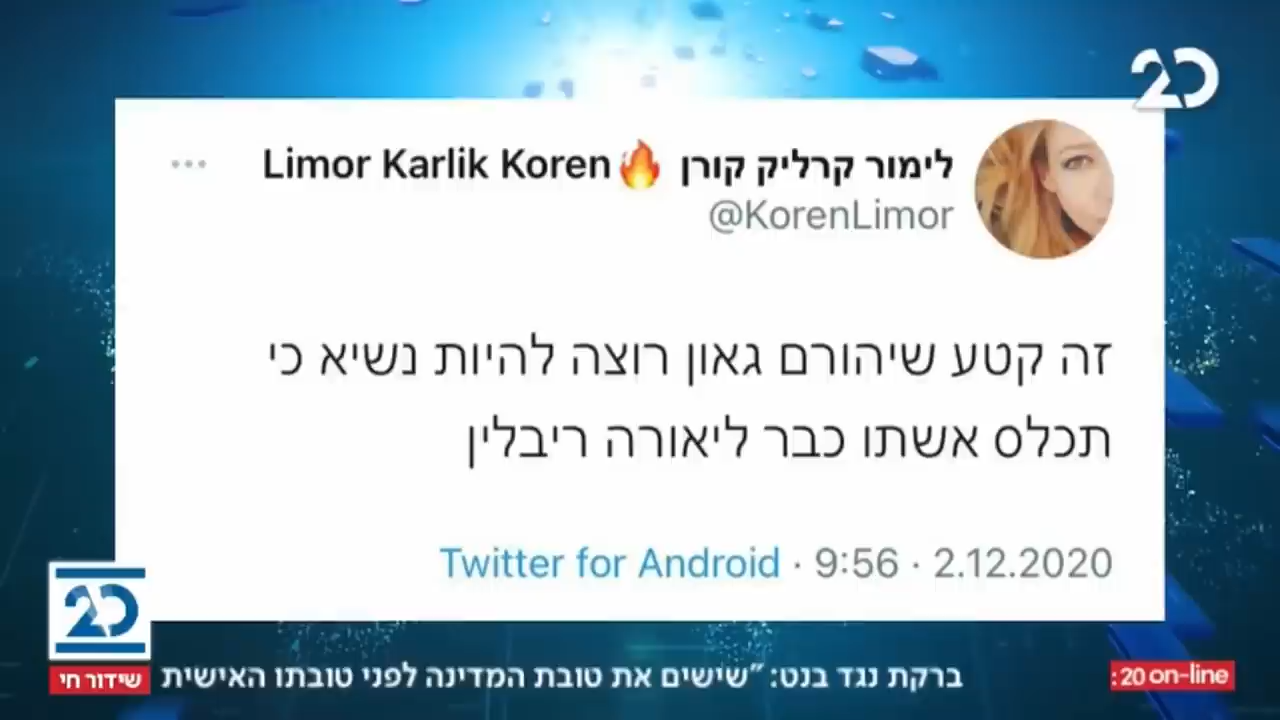 20
לימור קרליק קורן 🔥Limor Karlik Koren
@KorenLimor
זה קטע שיהורם גאון רוצה להיות נשיא כי
תכלס אשתו כבר ליאורה ריבלין
2.12.2020 · 9:56 · Twitter for Android
20
שידור חי
ברקת נגד בנט: "שישים את טובת המדינה לפני טובתו האישית
:20 on-line